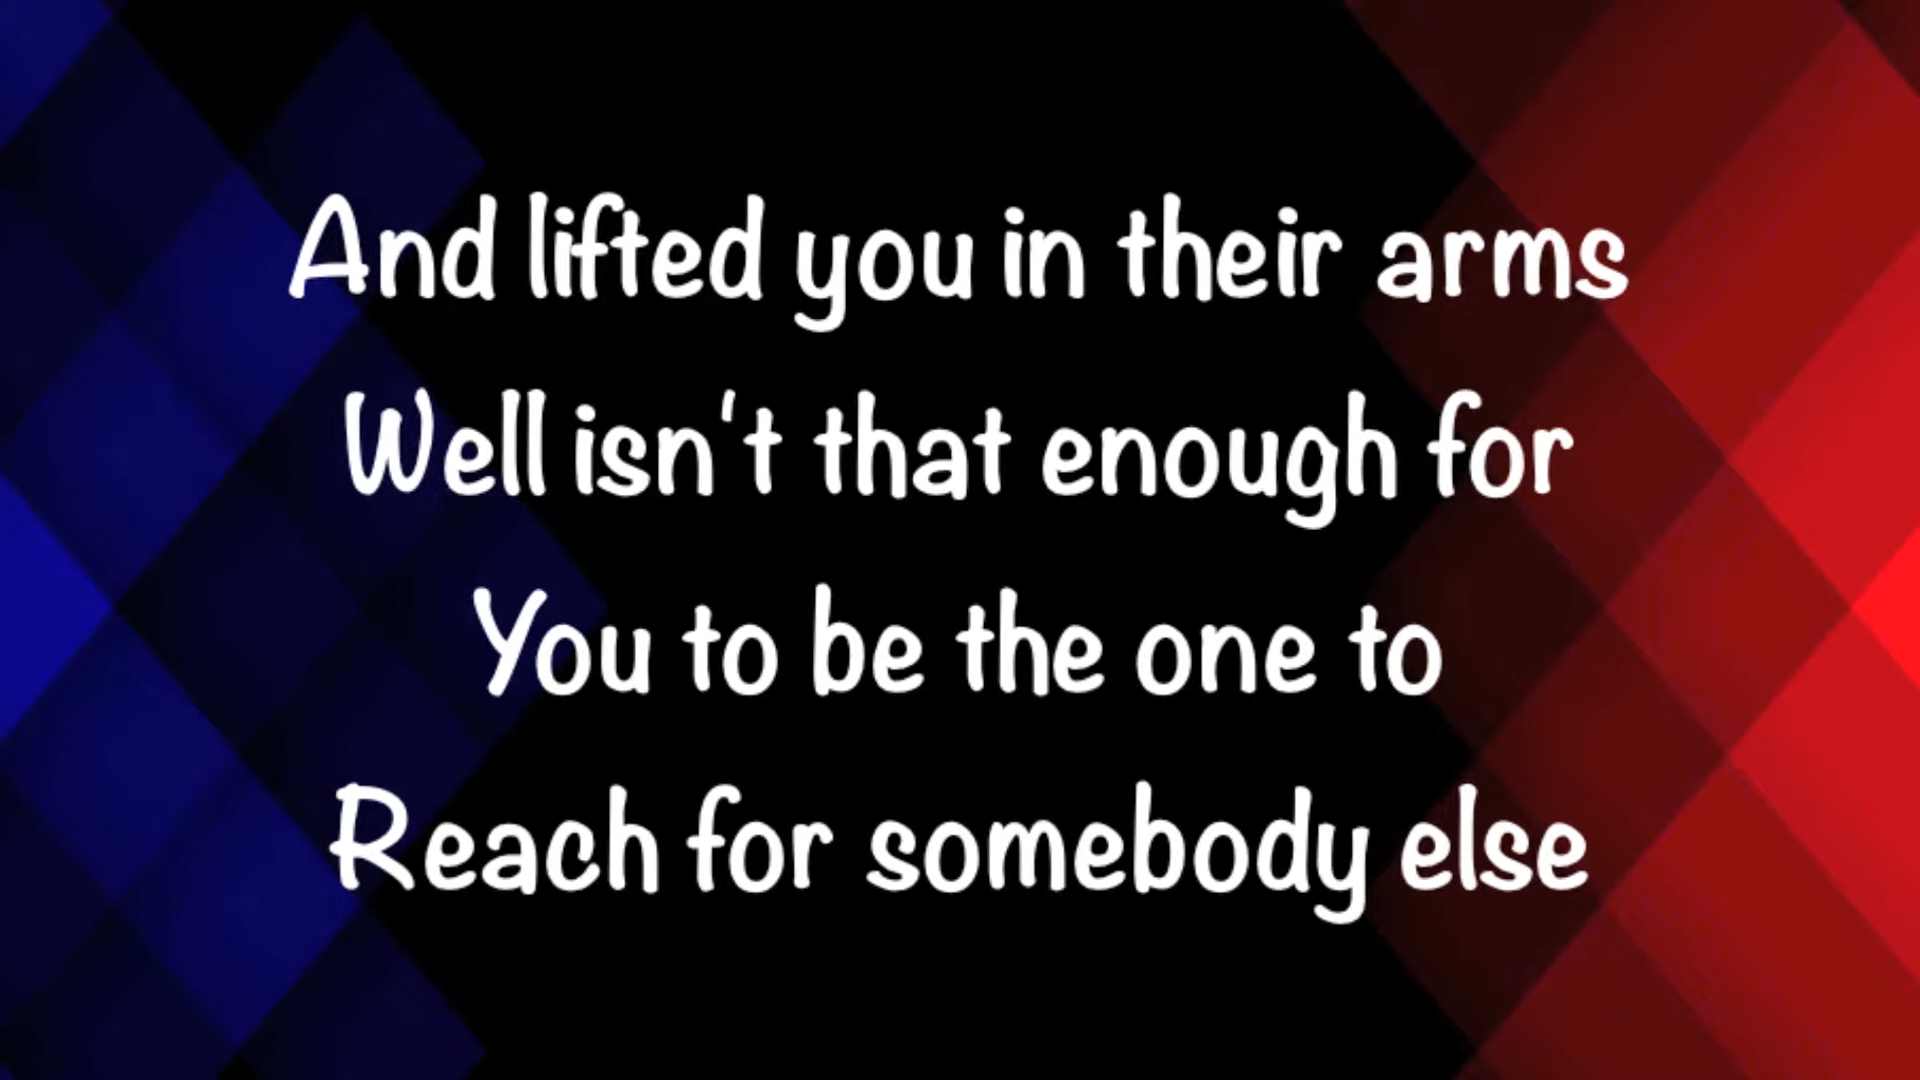 And lifted you in their arms
Well isn't that enough for
You to be the one to
Reach for somebody else